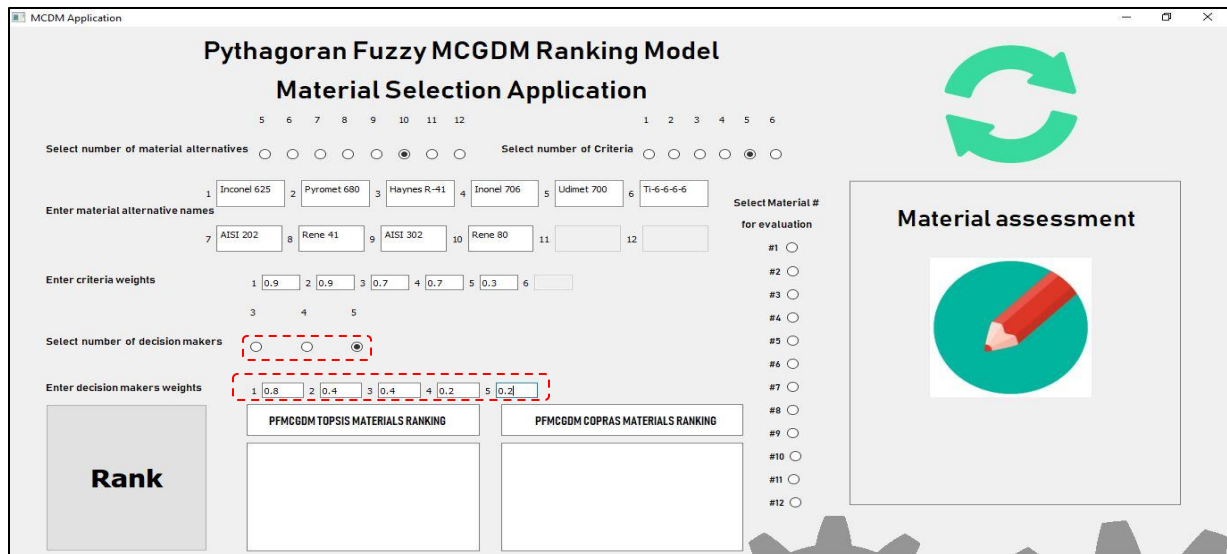 MCDM Application
Pythagoran Fuzzy MCGDM Ranking Model
Material Selection Application
5 6 7 8 9 10 11 12
1 2 3 4 5 6
Select number of material alternatives
Select number of Criteria
1 Inconel 625 2 Pyromet 680 3 Haynes R-41 4 Inonel 706 5 Udimet 700 6 Ti-6-6-6-6
Enter material alternative names
7 AISI 202 8 Rene 41 9 AISI 302 10 Rene 80 11 12
Enter criteria weights 1 0.9 2 0.9 3 0.7 4 0.7 5 0.3 6
3 4 5
Select number of decision makers
Enter decision makers weights 1 0.8 2 0.4 3 0.4 4 0.2 5 0.2
Rank
PFMCGDM TOPSIS MATERIALS RANKING
PFMCGDM COPRAS MATERIALS RANKING
Select Material #
for evaluation
#1
#2
#3
#4
#5
#6
#7
#8
#9
#10
#11
#12
Material assessment